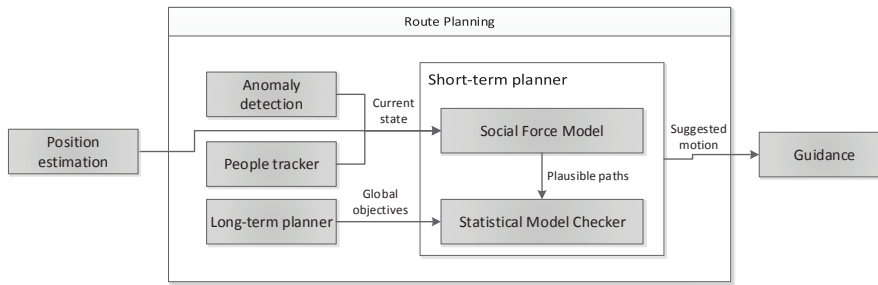 Route Planning
Position
estimation
Anomaly
detection
People tracker
Long-term planner
Current
state
Global
objectives
Short-term planner
Social Force Model
Plausible paths
Statistical Model Checker
Suggested
motion
Guidance